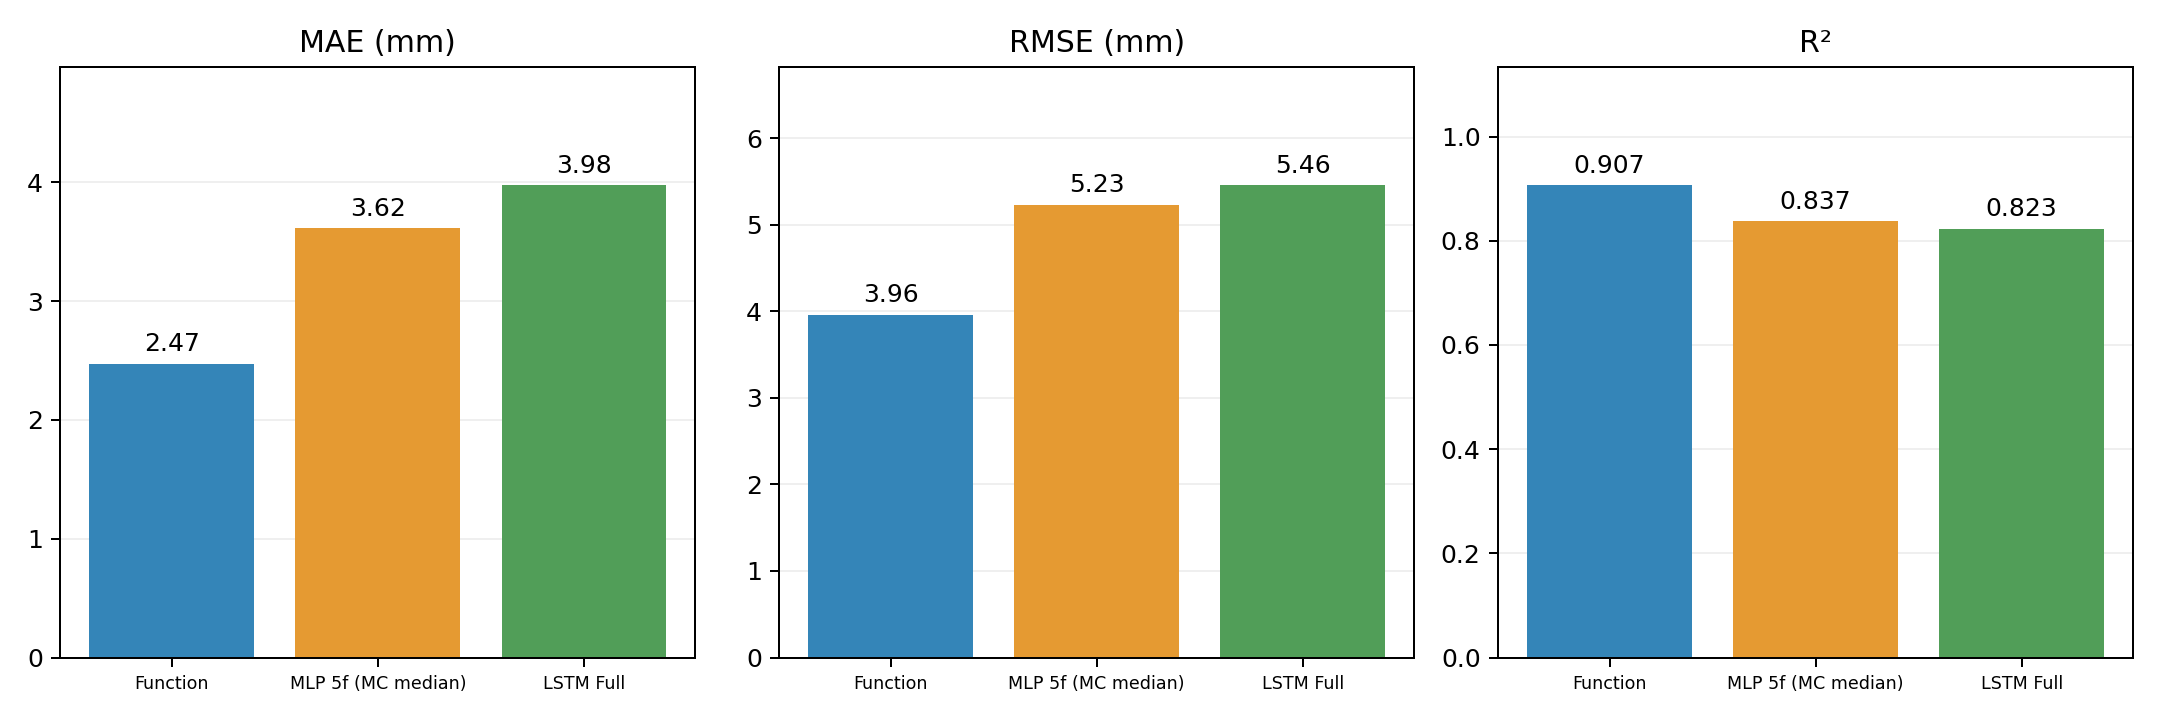 MAE (mm)
4
3
2
1
0
2.47
3.62
3.98
Function
MLP 5f (MC median)
LSTM Full
RMSE (mm)
6
5
4
3
2
1
0
3.96
5.23
5.46
Function
MLP 5f (MC median)
LSTM Full
R²
1.0
0.8
0.6
0.4
0.2
0.0
0.907
0.837
0.823
Function
MLP 5f (MC median)
LSTM Full